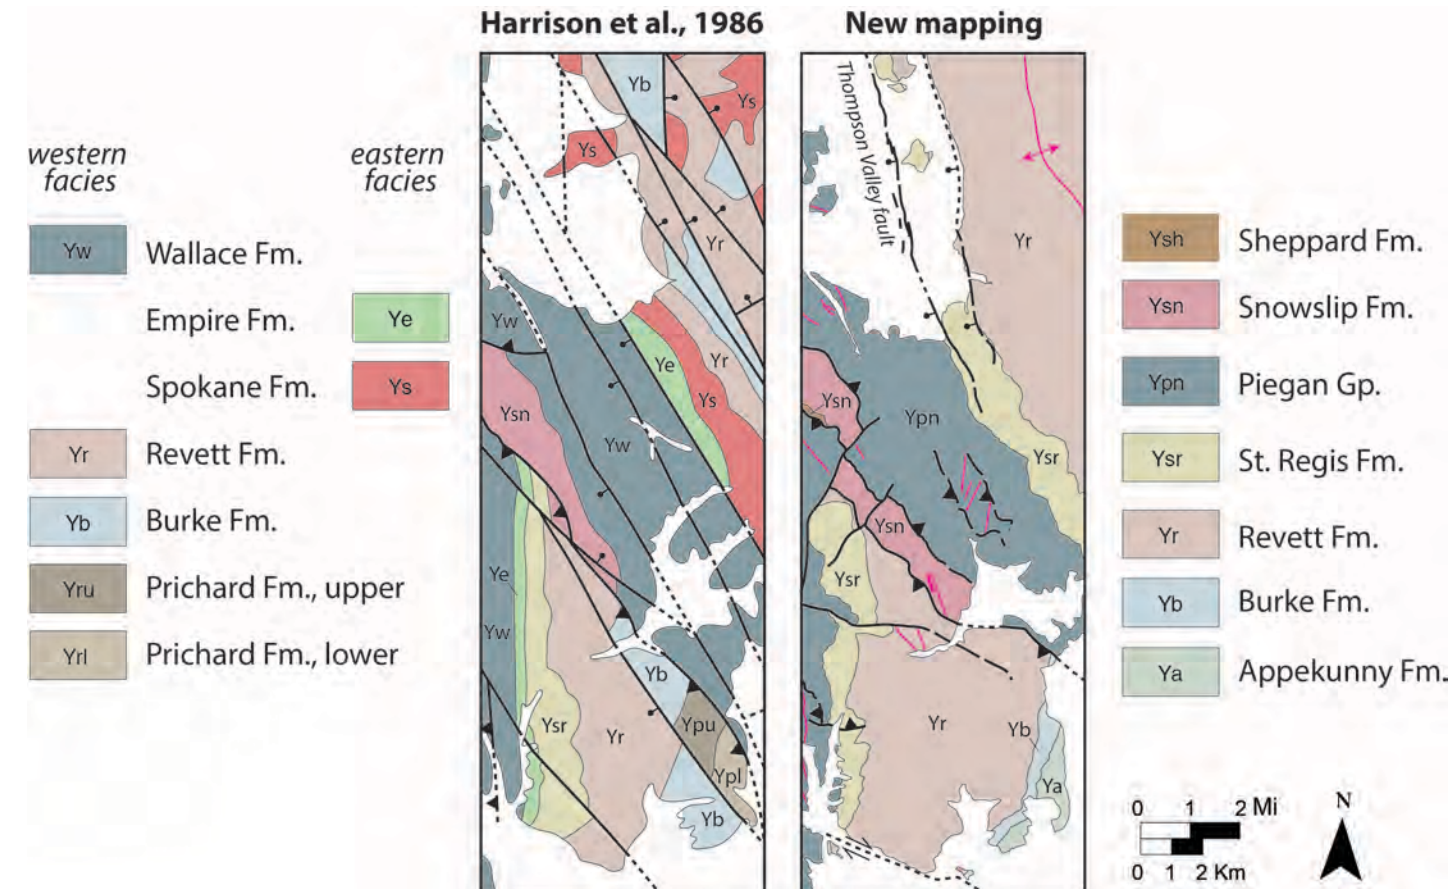 Harrison et al., 1986
New mapping
western
facies
eastern
facies
Yw
Wallace Fm.
Empire Fm.
Ye
Spokane Fm.
Ys
Yr
Revett Fm.
Yb
Burke Fm.
Yru
Prichard Fm., upper
Yrl
Prichard Fm., lower
Yb
Ys
Ys
Yr
Yw
Ye
Yr
Ys
Ysn
Yw
Ye
Yw
Yb
Ysr
Yr
Ypu
Ypl
Yb
Thompson Valley fault
Yr
Ysn
Ypn
Ysr
Ysn
Ysr
Yr
Yb
Ya
Ysh
Sheppard Fm.
Ysn
Snowslip Fm.
Ypn
Piegan Gp.
Ysr
St. Regis Fm.
Yr
Revett Fm.
Yb
Burke Fm.
Ya
Appekunny Fm.
0 1 2 Mi
0 1 2 Km
N